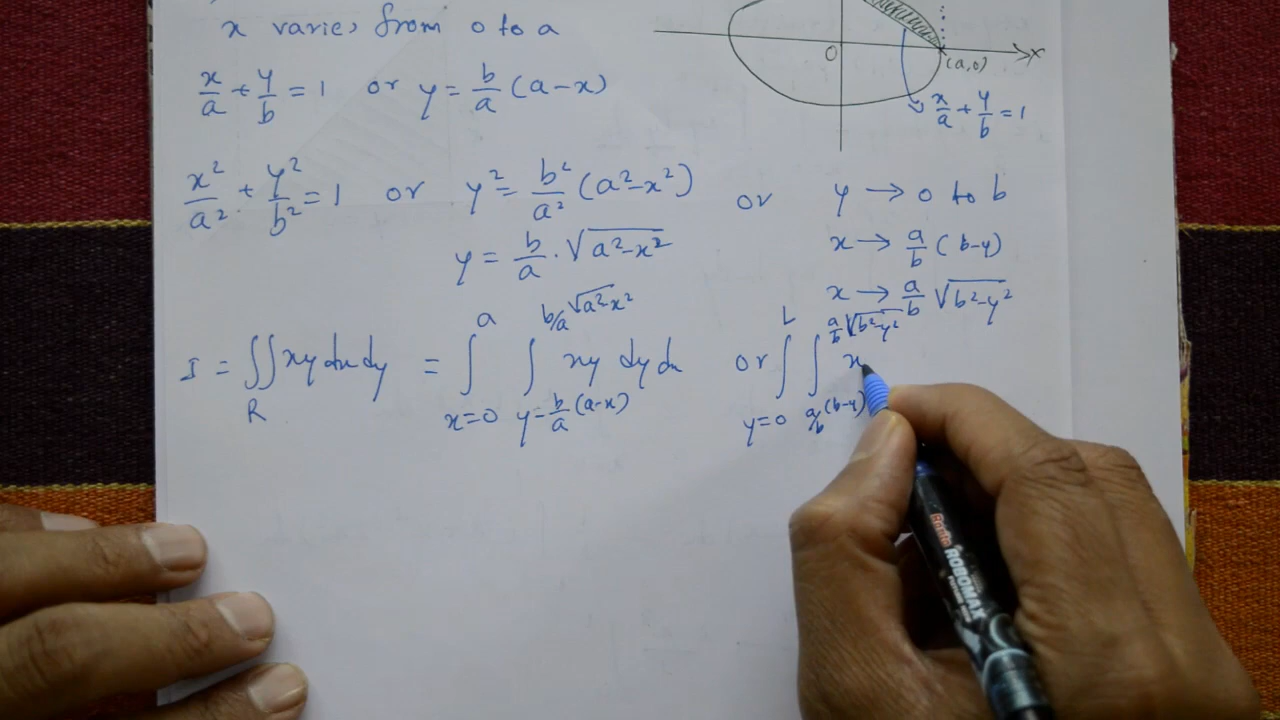 x varies from 0 to a
x/a + y/b = 1 or y = b/a (a-x)
0
x
(a,0)
x/a + y/b = 1
x²/a² + y²/b² = 1 or y² = b²/a² (a²-x²) or y → 0 to b
y = b/a . √a²-x²
x → a/b (b-y)
x → a/b √b²-y²
I = ∬R xy dx dy = ∫x=0^a ∫y=b/a (a-x)^b/a √a²-x² xy dy dx or ∫y=0^b ∫a/b (b-y)^a/b √b²-y² x
ROBOMAX